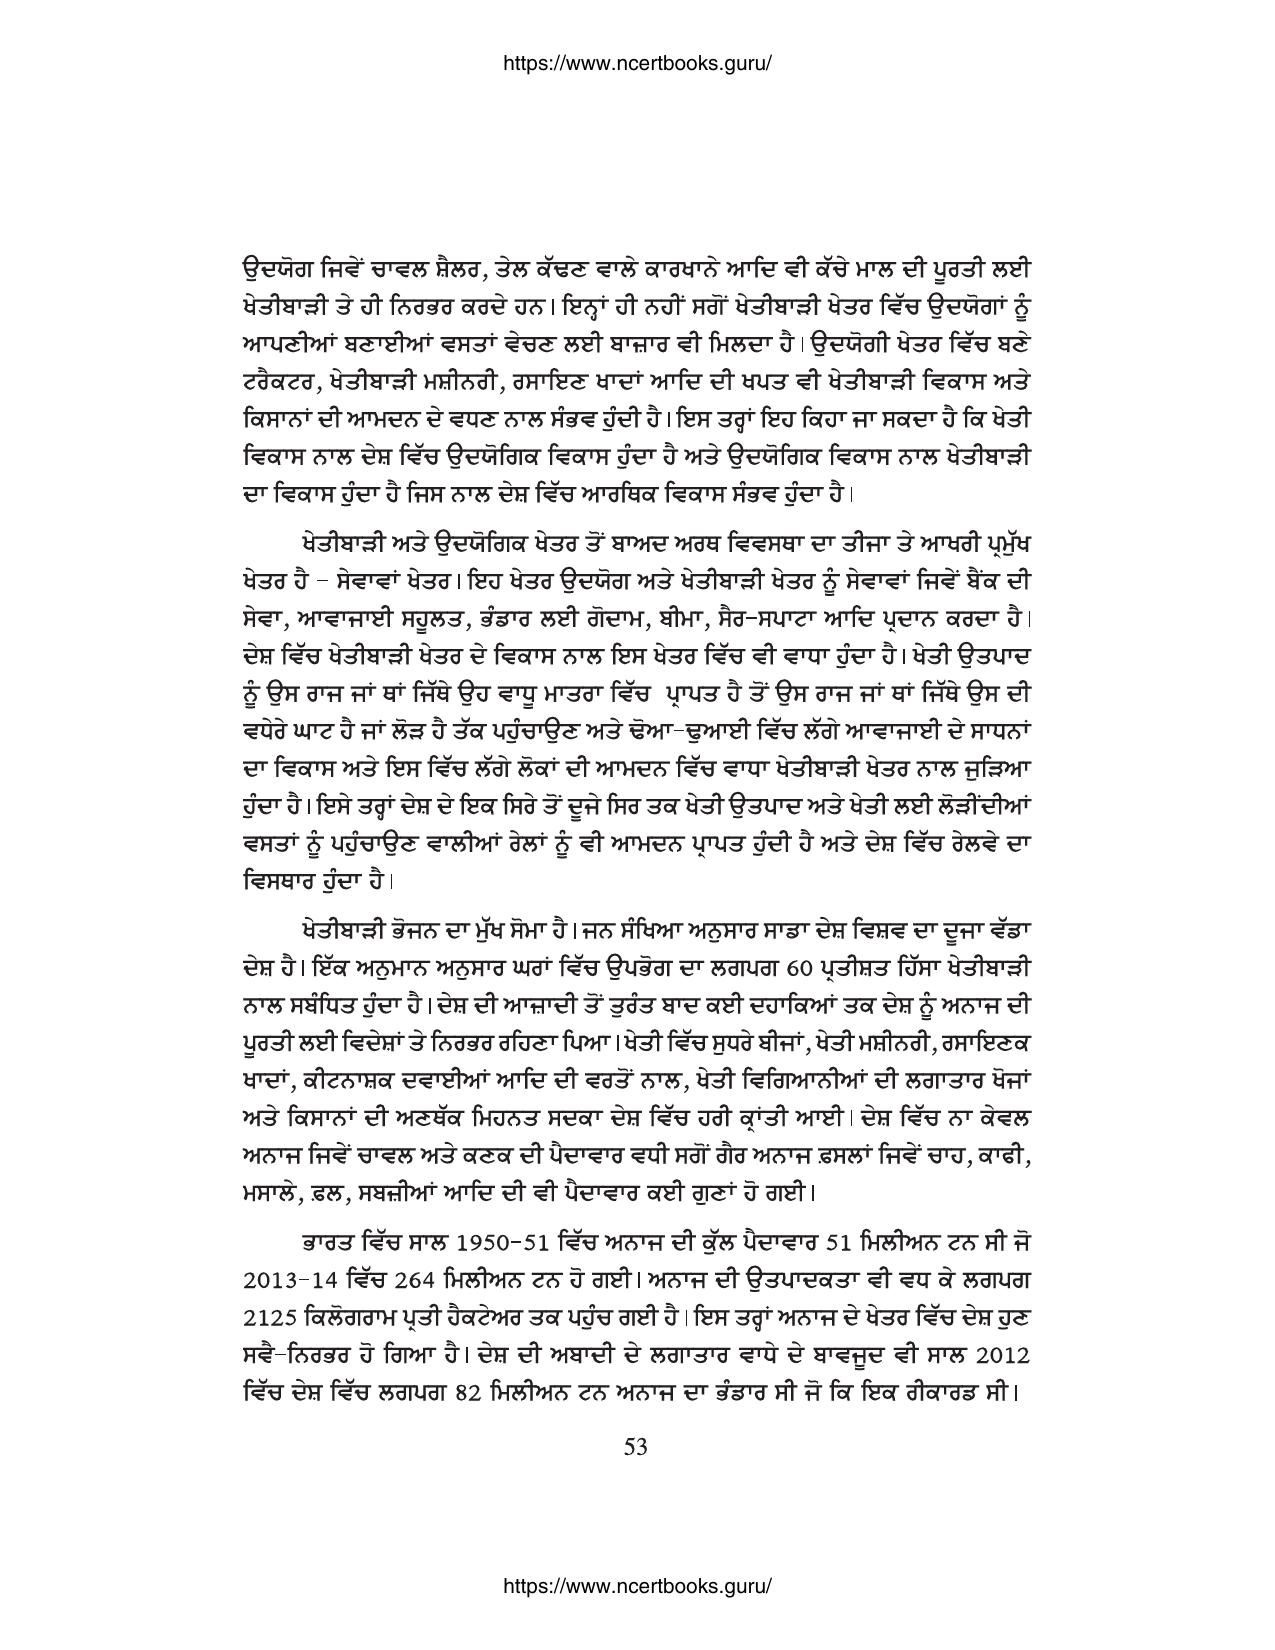 https://www.ncertbooks.guru/
ਉਦਯੋਗ ਜਿਵੇਂ ਚਾਵਲ ਸ਼ੈਲਰ, ਤੇਲ ਕੱਢਣ ਵਾਲੇ ਕਾਰਖਾਨੇ ਆਦਿ ਵੀ ਕੱਚੇ ਮਾਲ ਦੀ ਪੂਰਤੀ ਲਈ
ਖੇਤੀਬਾੜੀ ਤੇ ਹੀ ਨਿਰਭਰ ਕਰਦੇ ਹਨ। ਇਨ੍ਹਾਂ ਹੀ ਨਹੀਂ ਸਗੋਂ ਖੇਤੀਬਾੜੀ ਖੇਤਰ ਵਿੱਚ ਉਦਯੋਗਾਂ ਨੂੰ
ਆਪਣੀਆਂ ਬਣਾਈਆਂ ਵਸਤਾਂ ਵੇਚਣ ਲਈ ਬਾਜ਼ਾਰ ਵੀ ਮਿਲਦਾ ਹੈ। ਉਦਯੋਗੀ ਖੇਤਰ ਵਿੱਚ ਬਣੇ
ਟਰੈਕਟਰ, ਖੇਤੀਬਾੜੀ ਮਸ਼ੀਨਰੀ, ਰਸਾਇਣ ਖਾਦਾਂ ਆਦਿ ਦੀ ਖਪਤ ਵੀ ਖੇਤੀਬਾੜੀ ਵਿਕਾਸ ਅਤੇ
ਕਿਸਾਨਾਂ ਦੀ ਆਮਦਨ ਦੇ ਵਧਣ ਨਾਲ ਸੰਭਵ ਹੁੰਦੀ ਹੈ। ਇਸ ਤਰ੍ਹਾਂ ਇਹ ਕਿਹਾ ਜਾ ਸਕਦਾ ਹੈ ਕਿ ਖੇਤੀ
ਵਿਕਾਸ ਨਾਲ ਦੇਸ਼ ਵਿੱਚ ਉਦਯੋਗਿਕ ਵਿਕਾਸ ਹੁੰਦਾ ਹੈ ਅਤੇ ਉਦਯੋਗਿਕ ਵਿਕਾਸ ਨਾਲ ਖੇਤੀਬਾੜੀ
ਦਾ ਵਿਕਾਸ ਹੁੰਦਾ ਹੈ ਜਿਸ ਨਾਲ ਦੇਸ਼ ਵਿੱਚ ਆਰਥਿਕ ਵਿਕਾਸ ਸੰਭਵ ਹੁੰਦਾ ਹੈ।
ਖੇਤੀਬਾੜੀ ਅਤੇ ਉਦਯੋਗਿਕ ਖੇਤਰ ਤੋਂ ਬਾਅਦ ਅਰਥ ਵਿਵਸਥਾ ਦਾ ਤੀਜਾ ਤੇ ਆਖਰੀ ਪ੍ਰਮੁੱਖ
ਖੇਤਰ ਹੈ - ਸੇਵਾਵਾਂ ਖੇਤਰ। ਇਹ ਖੇਤਰ ਉਦਯੋਗ ਅਤੇ ਖੇਤੀਬਾੜੀ ਖੇਤਰ ਨੂੰ ਸੇਵਾਵਾਂ ਜਿਵੇਂ ਬੈਂਕ ਦੀ
ਸੇਵਾ, ਆਵਾਜਾਈ ਸਹੂਲਤ, ਭੰਡਾਰ ਲਈ ਗੋਦਾਮ, ਬੀਮਾ, ਸੈਰ-ਸਪਾਟਾ ਆਦਿ ਪ੍ਰਦਾਨ ਕਰਦਾ ਹੈ।
ਦੇਸ਼ ਵਿੱਚ ਖੇਤੀਬਾੜੀ ਖੇਤਰ ਦੇ ਵਿਕਾਸ ਨਾਲ ਇਸ ਖੇਤਰ ਵਿੱਚ ਵੀ ਵਾਧਾ ਹੁੰਦਾ ਹੈ। ਖੇਤੀ ਉਤਪਾਦ
ਨੂੰ ਉਸ ਰਾਜ ਜਾਂ ਥਾਂ ਜਿੱਥੇ ਉਹ ਵਾਧੂ ਮਾਤਰਾ ਵਿੱਚ ਪ੍ਰਾਪਤ ਹੈ ਤੋਂ ਉਸ ਰਾਜ ਜਾਂ ਥਾਂ ਜਿੱਥੇ ਉਸ ਦੀ
ਵਧੇਰੇ ਘਾਟ ਹੈ ਜਾਂ ਲੋੜ ਹੈ ਤੱਕ ਪਹੁੰਚਾਉਣ ਅਤੇ ਢੋਆ-ਢੁਆਈ ਵਿੱਚ ਲੱਗੇ ਆਵਾਜਾਈ ਦੇ ਸਾਧਨਾਂ
ਦਾ ਵਿਕਾਸ ਅਤੇ ਇਸ ਵਿੱਚ ਲੱਗੇ ਲੋਕਾਂ ਦੀ ਆਮਦਨ ਵਿੱਚ ਵਾਧਾ ਖੇਤੀਬਾੜੀ ਖੇਤਰ ਨਾਲ ਜੁੜਿਆ
ਹੁੰਦਾ ਹੈ। ਇਸੇ ਤਰ੍ਹਾਂ ਦੇਸ਼ ਦੇ ਇਕ ਸਿਰੇ ਤੋਂ ਦੂਜੇ ਸਿਰ ਤਕ ਖੇਤੀ ਉਤਪਾਦ ਅਤੇ ਖੇਤੀ ਲਈ ਲੋੜੀਂਦੀਆਂ
ਵਸਤਾਂ ਨੂੰ ਪਹੁੰਚਾਉਣ ਵਾਲੀਆਂ ਰੇਲਾਂ ਨੂੰ ਵੀ ਆਮਦਨ ਪ੍ਰਾਪਤ ਹੁੰਦੀ ਹੈ ਅਤੇ ਦੇਸ਼ ਵਿੱਚ ਰੇਲਵੇ ਦਾ
ਵਿਸਥਾਰ ਹੁੰਦਾ ਹੈ।
ਖੇਤੀਬਾੜੀ ਭੋਜਨ ਦਾ ਮੁੱਖ ਸੋਮਾ ਹੈ। ਜਨ ਸੰਖਿਆ ਅਨੁਸਾਰ ਸਾਡਾ ਦੇਸ਼ ਵਿਸ਼ਵ ਦਾ ਦੂਜਾ ਵੱਡਾ
ਦੇਸ਼ ਹੈ। ਇੱਕ ਅਨੁਮਾਨ ਅਨੁਸਾਰ ਘਰਾਂ ਵਿੱਚ ਉਪਭੋਗ ਦਾ ਲਗਪਗ 60 ਪ੍ਰਤੀਸ਼ਤ ਹਿੱਸਾ ਖੇਤੀਬਾੜੀ
ਨਾਲ ਸਬੰਧਿਤ ਹੁੰਦਾ ਹੈ। ਦੇਸ਼ ਦੀ ਆਜ਼ਾਦੀ ਤੋਂ ਤੁਰੰਤ ਬਾਦ ਕਈ ਦਹਾਕਿਆਂ ਤਕ ਦੇਸ਼ ਨੂੰ ਅਨਾਜ ਦੀ
ਪੂਰਤੀ ਲਈ ਵਿਦੇਸ਼ਾਂ ਤੇ ਨਿਰਭਰ ਰਹਿਣਾ ਪਿਆ। ਖੇਤੀ ਵਿੱਚ ਸੁਧਰੇ ਬੀਜਾਂ, ਖੇਤੀ ਮਸ਼ੀਨਰੀ, ਰਸਾਇਣਕ
ਖਾਦਾਂ, ਕੀਟਨਾਸ਼ਕ ਦਵਾਈਆਂ ਆਦਿ ਦੀ ਵਰਤੋਂ ਨਾਲ, ਖੇਤੀ ਵਿਗਿਆਨੀਆਂ ਦੀ ਲਗਾਤਾਰ ਖੋਜਾਂ
ਅਤੇ ਕਿਸਾਨਾਂ ਦੀ ਅਣਥੱਕ ਮਿਹਨਤ ਸਦਕਾ ਦੇਸ਼ ਵਿੱਚ ਹਰੀ ਕ੍ਰਾਂਤੀ ਆਈ। ਦੇਸ਼ ਵਿੱਚ ਨਾ ਕੇਵਲ
ਅਨਾਜ ਜਿਵੇਂ ਚਾਵਲ ਅਤੇ ਕਣਕ ਦੀ ਪੈਦਾਵਾਰ ਵਧੀ ਸਗੋਂ ਗੈਰ ਅਨਾਜ ਫ਼ਸਲਾਂ ਜਿਵੇਂ ਚਾਹ, ਕਾਫੀ,
ਮਸਾਲੇ, ਫ਼ਲ, ਸਬਜ਼ੀਆਂ ਆਦਿ ਦੀ ਵੀ ਪੈਦਾਵਾਰ ਕਈ ਗੁਣਾਂ ਹੋ ਗਈ।
ਭਾਰਤ ਵਿੱਚ ਸਾਲ 1950-51 ਵਿੱਚ ਅਨਾਜ ਦੀ ਕੁੱਲ ਪੈਦਾਵਾਰ 51 ਮਿਲੀਅਨ ਟਨ ਸੀ ਜੋ
2013-14 ਵਿੱਚ 264 ਮਿਲੀਅਨ ਟਨ ਹੋ ਗਈ। ਅਨਾਜ ਦੀ ਉਤਪਾਦਕਤਾ ਵੀ ਵਧ ਕੇ ਲਗਪਗ
2125 ਕਿਲੋਗਰਾਮ ਪ੍ਰਤੀ ਹੈਕਟੇਅਰ ਤਕ ਪਹੁੰਚ ਗਈ ਹੈ। ਇਸ ਤਰ੍ਹਾਂ ਅਨਾਜ ਦੇ ਖੇਤਰ ਵਿੱਚ ਦੇਸ਼ ਹੁਣ
ਸਵੈ-ਨਿਰਭਰ ਹੋ ਗਿਆ ਹੈ। ਦੇਸ਼ ਦੀ ਅਬਾਦੀ ਦੇ ਲਗਾਤਾਰ ਵਾਧੇ ਦੇ ਬਾਵਜੂਦ ਵੀ ਸਾਲ 2012
ਵਿੱਚ ਦੇਸ਼ ਵਿੱਚ ਲਗਪਗ 82 ਮਿਲੀਅਨ ਟਨ ਅਨਾਜ ਦਾ ਭੰਡਾਰ ਸੀ ਜੋ ਕਿ ਇਕ ਰੀਕਾਰਡ ਸੀ।
53
https://www.ncertbooks.guru/